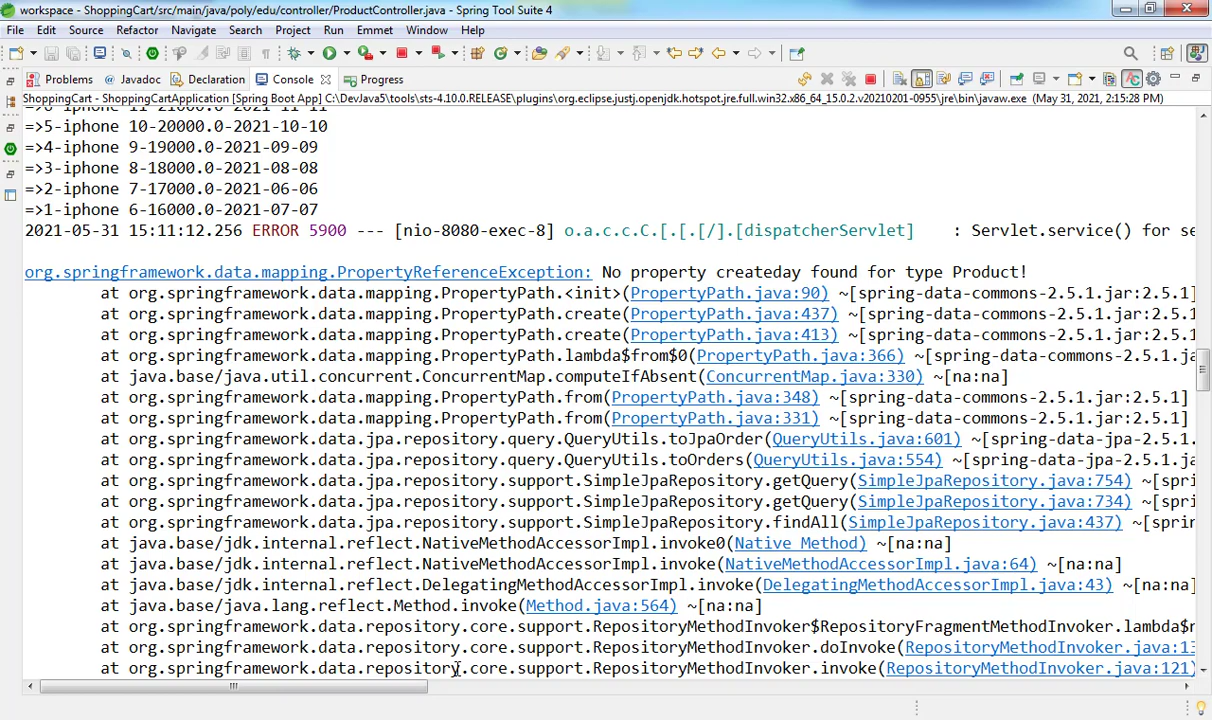 workspace - ShoppingCart/src/main/java/poly/edu/controller/ProductController.java - Spring Tool Suite 4
File Edit Source Refactor Navigate Search Project Run Emmet Window Help
Problems Javadoc Declaration Console Progress
ShoppingCart - ShoppingCartApplication [Spring Boot App] C:\DevJava5\tools\sts-4.10.0.RELEASE\plugins\org.eclipse.justj.openjdk.hotspot.jre.full.win32.x86_64_15.0.2.v20210201-0955\jre\bin\javaw.exe (May 31, 2021, 2:15:28 PM)
=>5-iphone 10-20000.0-2021-10-10
=>4-iphone 9-19000.0-2021-09-09
=>3-iphone 8-18000.0-2021-08-08
=>2-iphone 7-17000.0-2021-06-06
=>1-iphone 6-16000.0-2021-07-07
2021-05-31 15:11:12.256 ERROR 5900 --- [nio-8080-exec-8] o.a.c.c.C.[.[.[/].[dispatcherServlet] : Servlet.service() for se
org.springframework.data.mapping.PropertyReferenceException: No property createday found for type Product!
at org.springframework.data.mapping.PropertyPath.<init>(PropertyPath.java:90) ~[spring-data-commons-2.5.1.jar:2.5.1]
at org.springframework.data.mapping.PropertyPath.create(PropertyPath.java:437) ~[spring-data-commons-2.5.1.jar:2.5.1
at org.springframework.data.mapping.PropertyPath.create(PropertyPath.java:413) ~[spring-data-commons-2.5.1.jar:2.5.1
at org.springframework.data.mapping.PropertyPath.lambda$from$0(PropertyPath.java:366) ~[spring-data-commons-2.5.1.ja
at java.base/java.util.concurrent.ConcurrentMap.computeIfAbsent(ConcurrentMap.java:330) ~[na:na]
at org.springframework.data.mapping.PropertyPath.from(PropertyPath.java:348) ~[spring-data-commons-2.5.1.jar:2.5.1]
at org.springframework.data.mapping.PropertyPath.from(PropertyPath.java:331) ~[spring-data-commons-2.5.1.jar:2.5.1]
at org.springframework.data.jpa.repository.query.QueryUtils.toJpaOrder(QueryUtils.java:601) ~[spring-data-jpa-2.5.1.
at org.springframework.data.jpa.repository.query.QueryUtils.toOrders(QueryUtils.java:554) ~[spring-data-jpa-2.5.1.ja
at org.springframework.data.jpa.repository.support.SimpleJpaRepository.getQuery(SimpleJpaRepository.java:754) ~[spri
at org.springframework.data.jpa.repository.support.SimpleJpaRepository.getQuery(SimpleJpaRepository.java:734) ~[spri
at org.springframework.data.jpa.repository.support.SimpleJpaRepository.findAll(SimpleJpaRepository.java:437) ~[sprin
at java.base/jdk.internal.reflect.NativeMethodAccessorImpl.invoke0(Native Method) ~[na:na]
at java.base/jdk.internal.reflect.NativeMethodAccessorImpl.invoke(NativeMethodAccessorImpl.java:64) ~[na:na]
at java.base/jdk.internal.reflect.DelegatingMethodAccessorImpl.invoke(DelegatingMethodAccessorImpl.java:43) ~[na:na]
at java.base/java.lang.reflect.Method.invoke(Method.java:564) ~[na:na]
at org.springframework.data.repository.core.support.RepositoryMethodInvoker$RepositoryFragmentMethodInvoker.lambda$n
at org.springframework.data.repository.core.support.RepositoryMethodInvoker.doInvoke(RepositoryMethodInvoker.java:13
at org.springframework.data.repository.core.support.RepositoryMethodInvoker.invoke(RepositoryMethodInvoker.java:121)